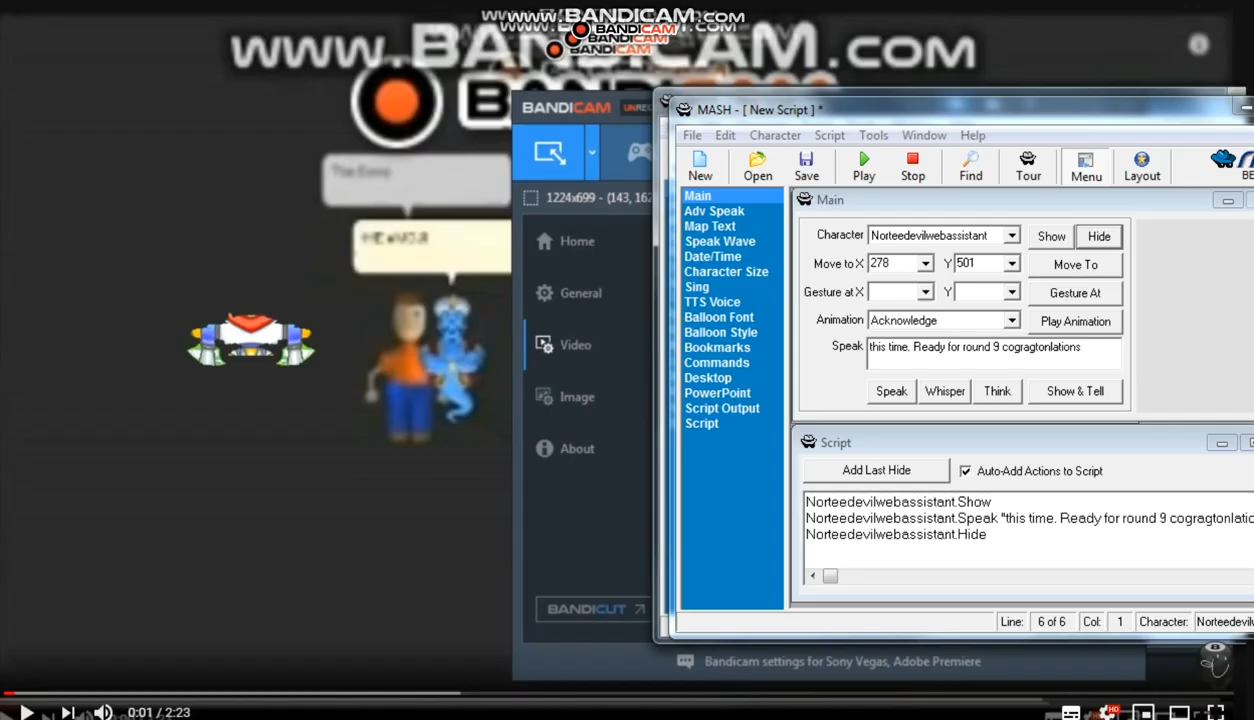 www.BANDICAM.com
www.BANDICAM.COM
BANDICAM
BANDICAM
BANDICAM
www.BANDICAM.com
BANDICAM
MASH - [ New Script ] *
File Edit Character Script Tools Window Help
New Open Save Play Stop Find Tour Menu Layout
1224x699 - (143, 162
Home
General
Video
Image
About
BANDICUT
Bandicam settings for Sony Vegas, Adobe Premiere
Main
Adv Speak
Map Text
Speak Wave
Date/Time
Character Size
Sing
TTS Voice
Balloon Font
Balloon Style
Bookmarks
Commands
Desktop
PowerPoint
Script Output
Script
Main
Character Norteedevilwebassistant Show Hide
Move to X 278 Y 501 Move To
Gesture at X Y Gesture At
Animation Acknowledge Play Animation
Speak this time. Ready for round 9 cogragtonlations
Speak Whisper Think Show & Tell
Script
Add Last Hide Auto-Add Actions to Script
Norteedevilwebassistant.Show
Norteedevilwebassistant.Speak "this time. Ready for round 9 cogragtonlatio
Norteedevilwebassistant.Hide
Line: 6 of 6 Col: 1 Character: Norteedevil
0:01 / 2:23
HD